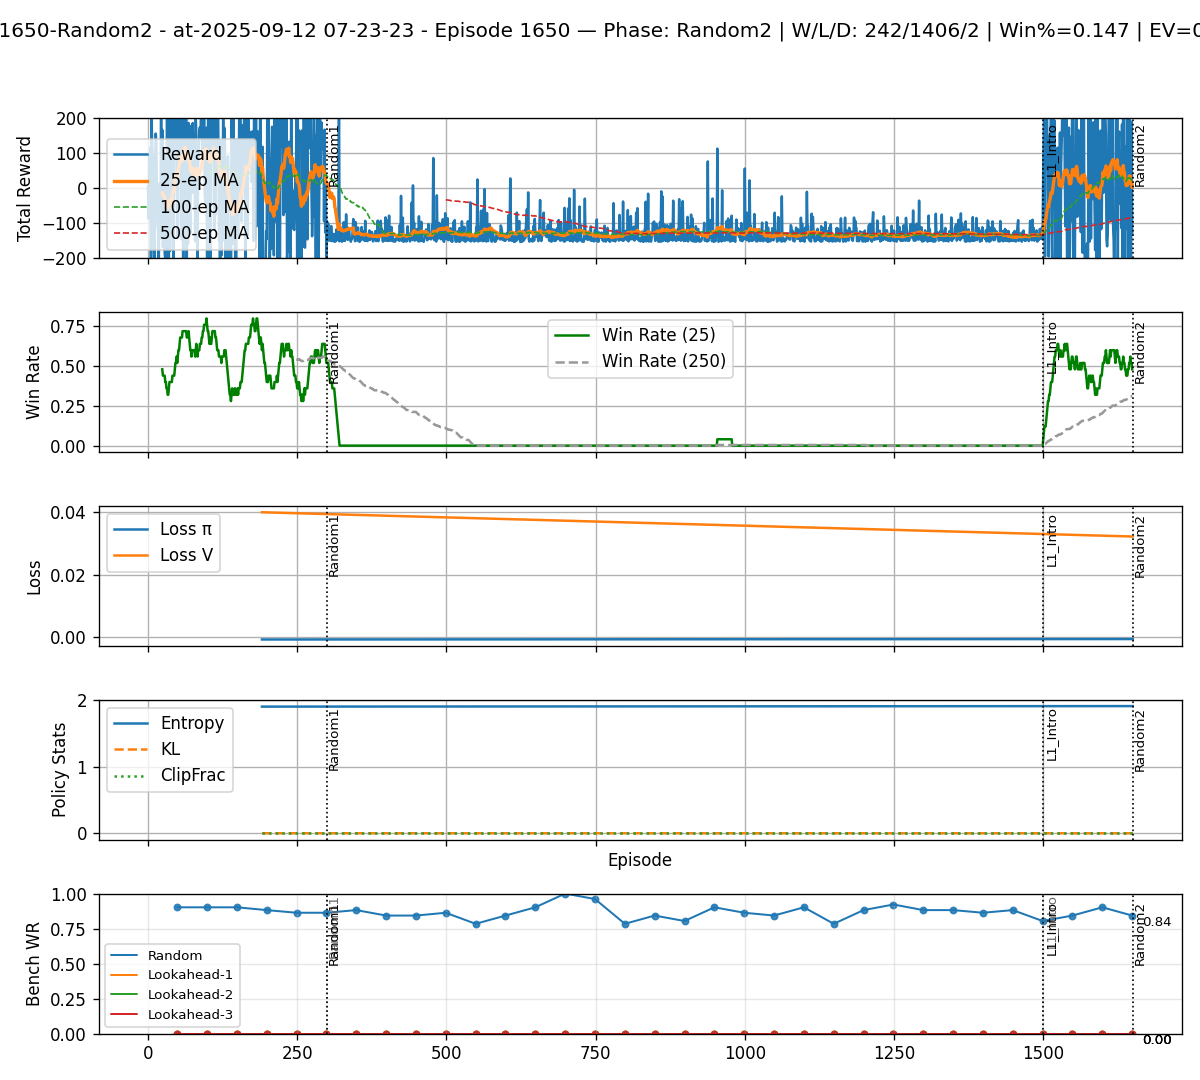 1650-Random2 - at-2025-09-12 07-23-23 - Episode 1650 — Phase: Random2 | W/L/D: 242/1406/2 | Win%=0.147 | EV=0
Total Reward
200
100
0
−100
−200
Reward
25-ep MA
100-ep MA
500-ep MA
Random1
L1_Intro
Random2
Win Rate
0.75
0.50
0.25
0.00
Win Rate (25)
Win Rate (250)
Random1
L1_Intro
Random2
Loss
0.04
0.02
0.00
Loss π
Loss V
Random1
L1_Intro
Random2
Policy Stats
2
1
0
Entropy
KL
ClipFrac
Random1
L1_Intro
Random2
Episode
Bench WR
1.00
0.75
0.50
0.25
0.00
Random
Lookahead-1
Lookahead-2
Lookahead-3
Random1
L1_Intro
Random2
0.84
0.00
0
250
500
750
1000
1250
1500